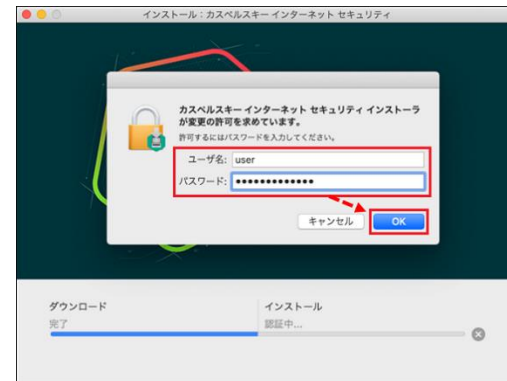 インストール：カスペルスキー インターネット セキュリティ
カスペルスキー インターネット セキュリティ インストーラ
が変更の許可を求めています。
許可するにはパスワードを入力してください。
ユーザ名: user
パスワード: •••••••••••••
キャンセル OK
ダウンロード インストール
完了 認証中...